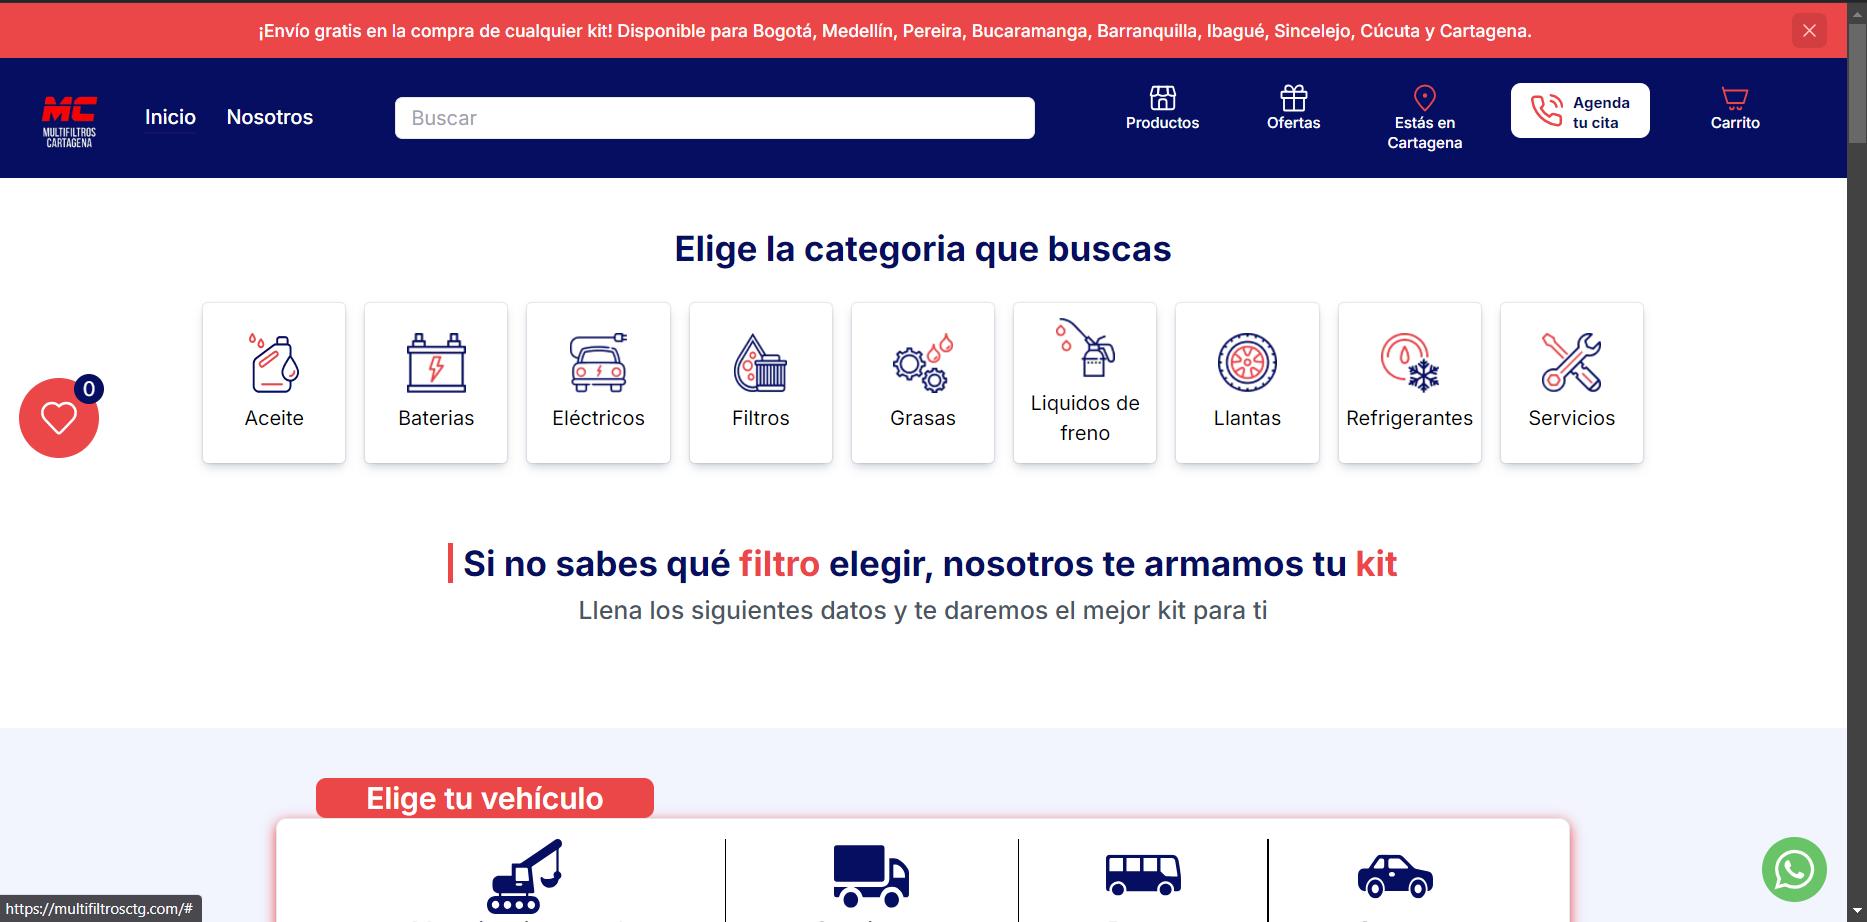 ¡Envío gratis en la compra de cualquier kit! Disponible para Bogotá, Medellín, Pereira, Bucaramanga, Barranquilla, Ibagué, Sincelejo, Cúcuta y Cartagena.
MC
MULTIFILTROS
CARTAGENA
Inicio
Nosotros
Buscar
Productos
Ofertas
Estás en
Cartagena
Agenda
tu cita
Carrito
Elige la categoria que buscas
0
Aceite
Baterias
Eléctricos
Filtros
Grasas
Liquidos de
freno
Llantas
Refrigerantes
Servicios
Si no sabes qué filtro elegir, nosotros te armamos tu kit
Llena los siguientes datos y te daremos el mejor kit para ti
Elige tu vehículo
https://multifiltrosctg.com/#